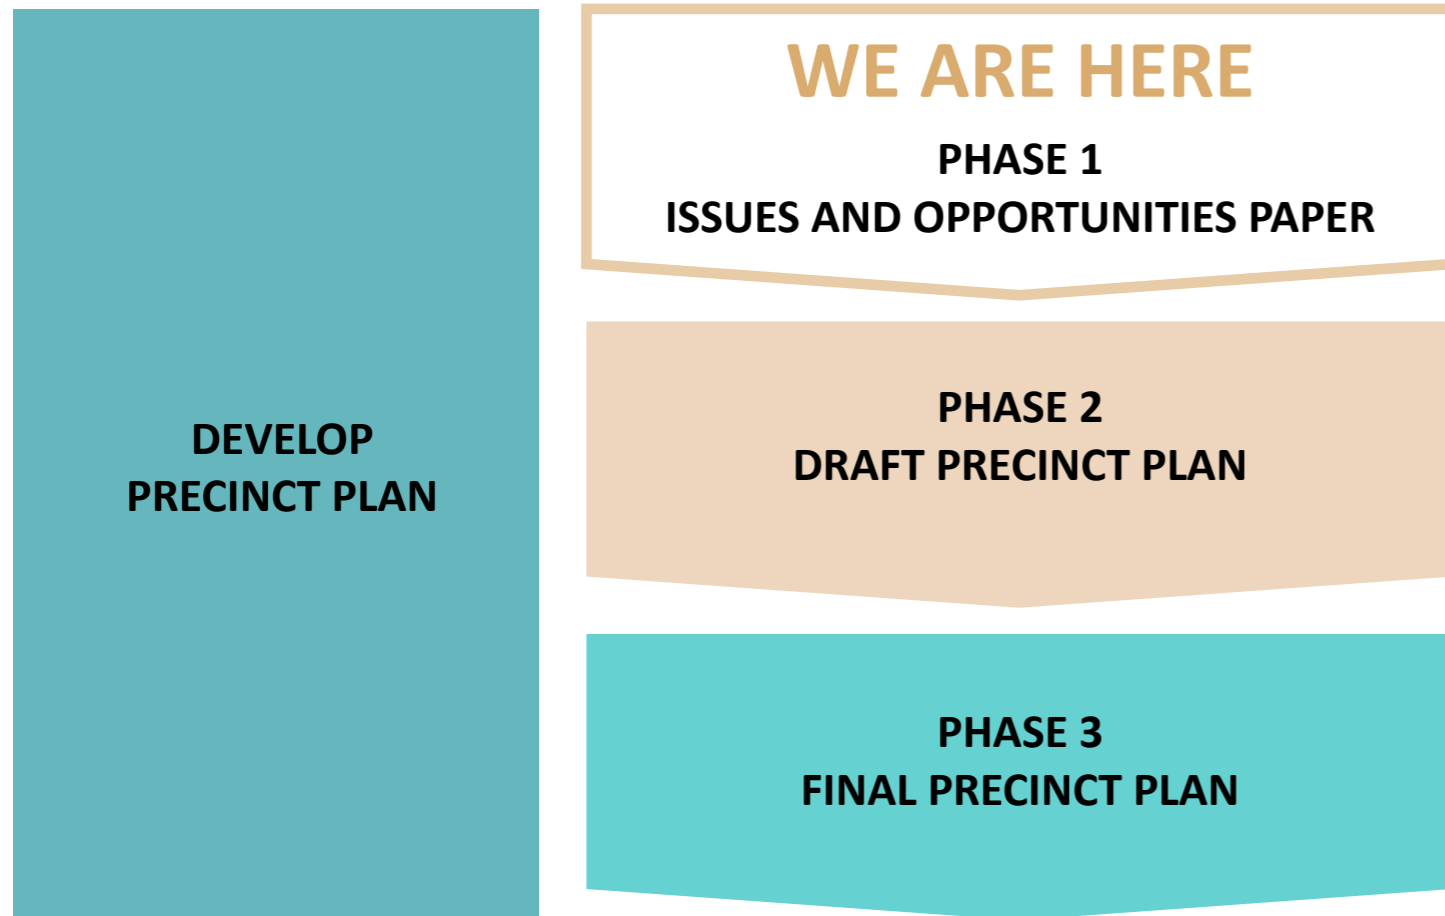 DEVELOP
PRECINCT PLAN
WE ARE HERE
PHASE 1
ISSUES AND OPPORTUNITIES PAPER
PHASE 2
DRAFT PRECINCT PLAN
PHASE 3
FINAL PRECINCT PLAN